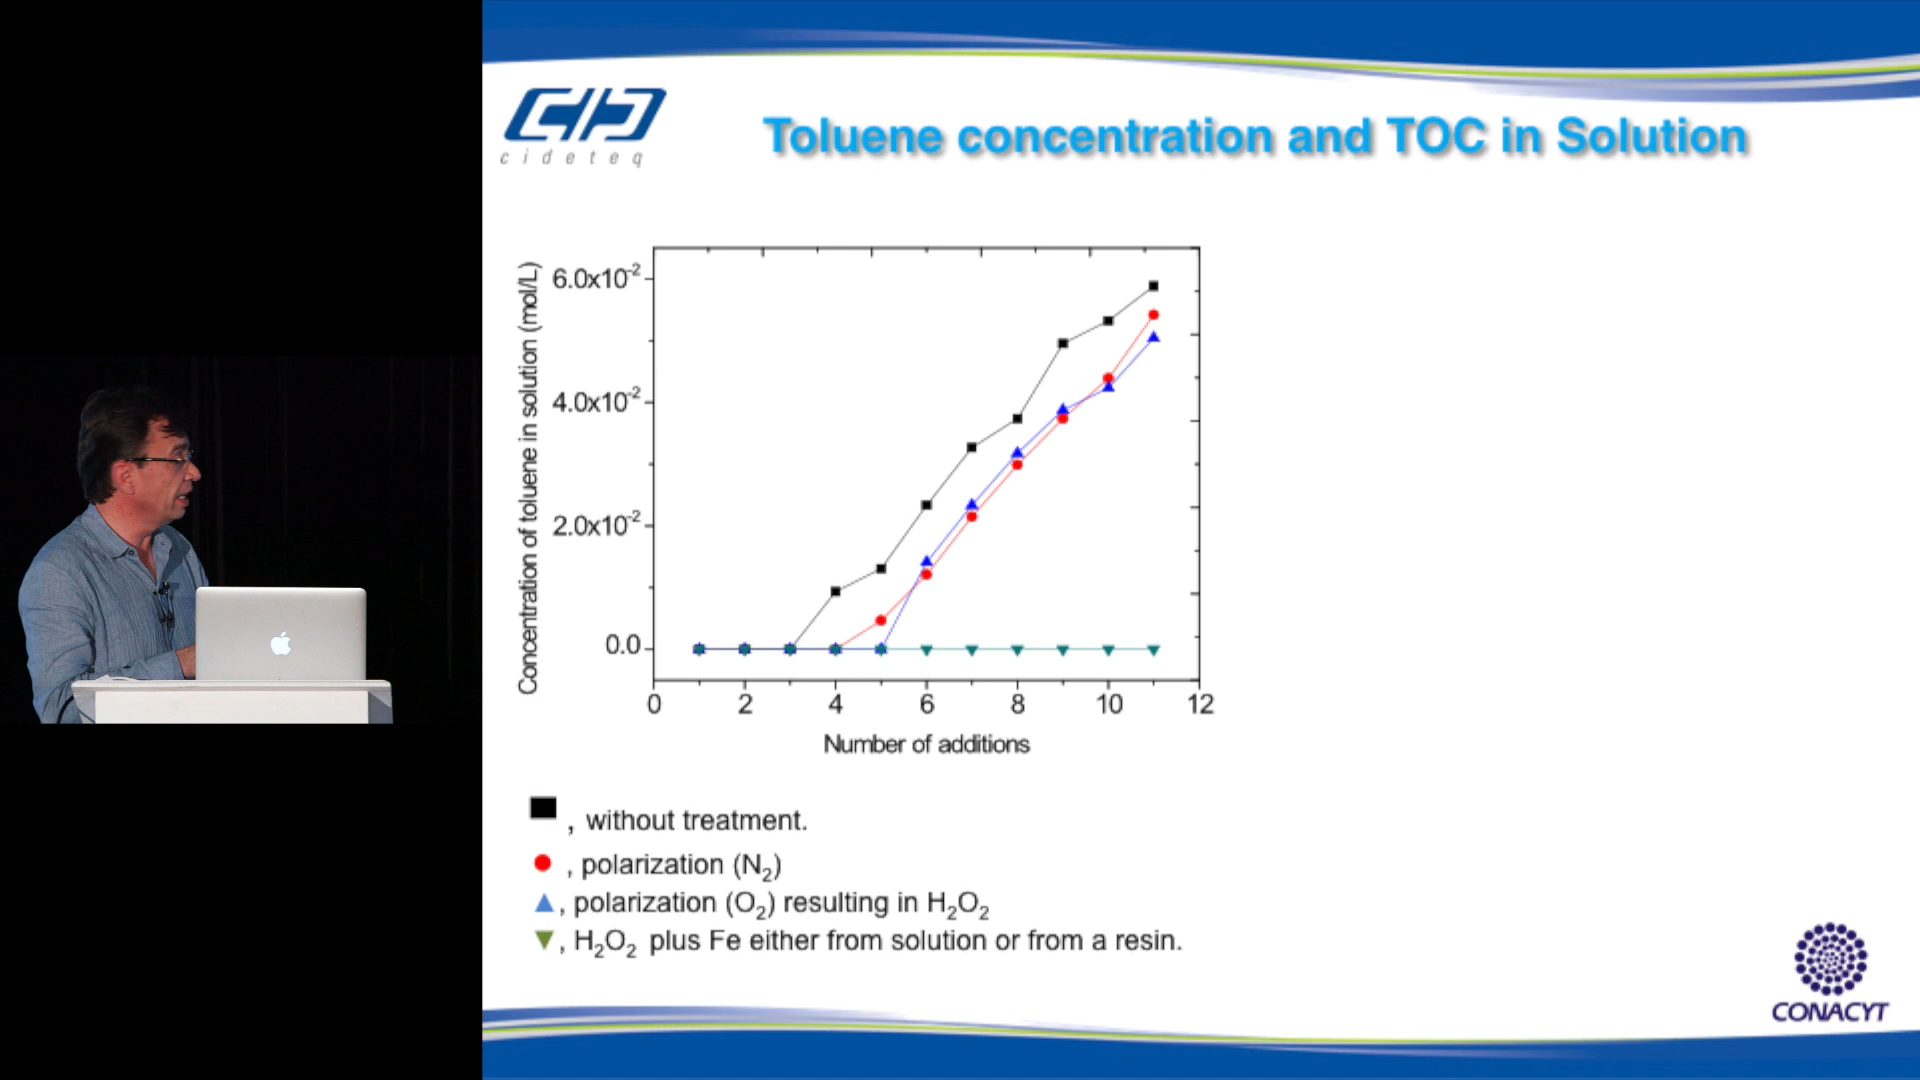 cideteq
Toluene concentration and TOC in Solution
Concentration of toluene in solution (mol/L)
6.0x10⁻²
4.0x10⁻²
2.0x10⁻²
0.0
0 2 4 6 8 10 12
Number of additions
, without treatment.
, polarization (N₂)
, polarization (O₂) resulting in H₂O₂
, H₂O₂ plus Fe either from solution or from a resin.
CONACYT